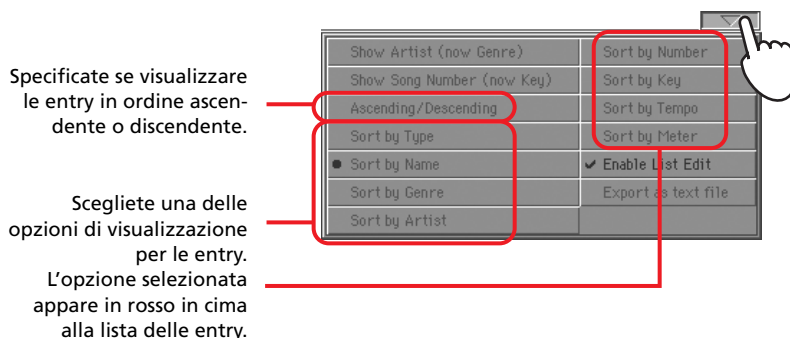 Specificate se visualizzare
le entry in ordine ascen-
dente o discendente.
Scegliete una delle
opzioni di visualizzazione
per le entry.
L’opzione selezionata
appare in rosso in cima
alla lista delle entry.
Show Artist (now Genre)
Show Song Number (now Key)
Ascending/Descending
Sort by Type
Sort by Name
Sort by Genre
Sort by Artist
Sort by Number
Sort by Key
Sort by Tempo
Sort by Meter
Enable List Edit
Export as text file